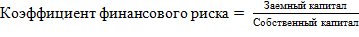 Коэффициент финансового риска = Заемный капитал
Собственный капитал